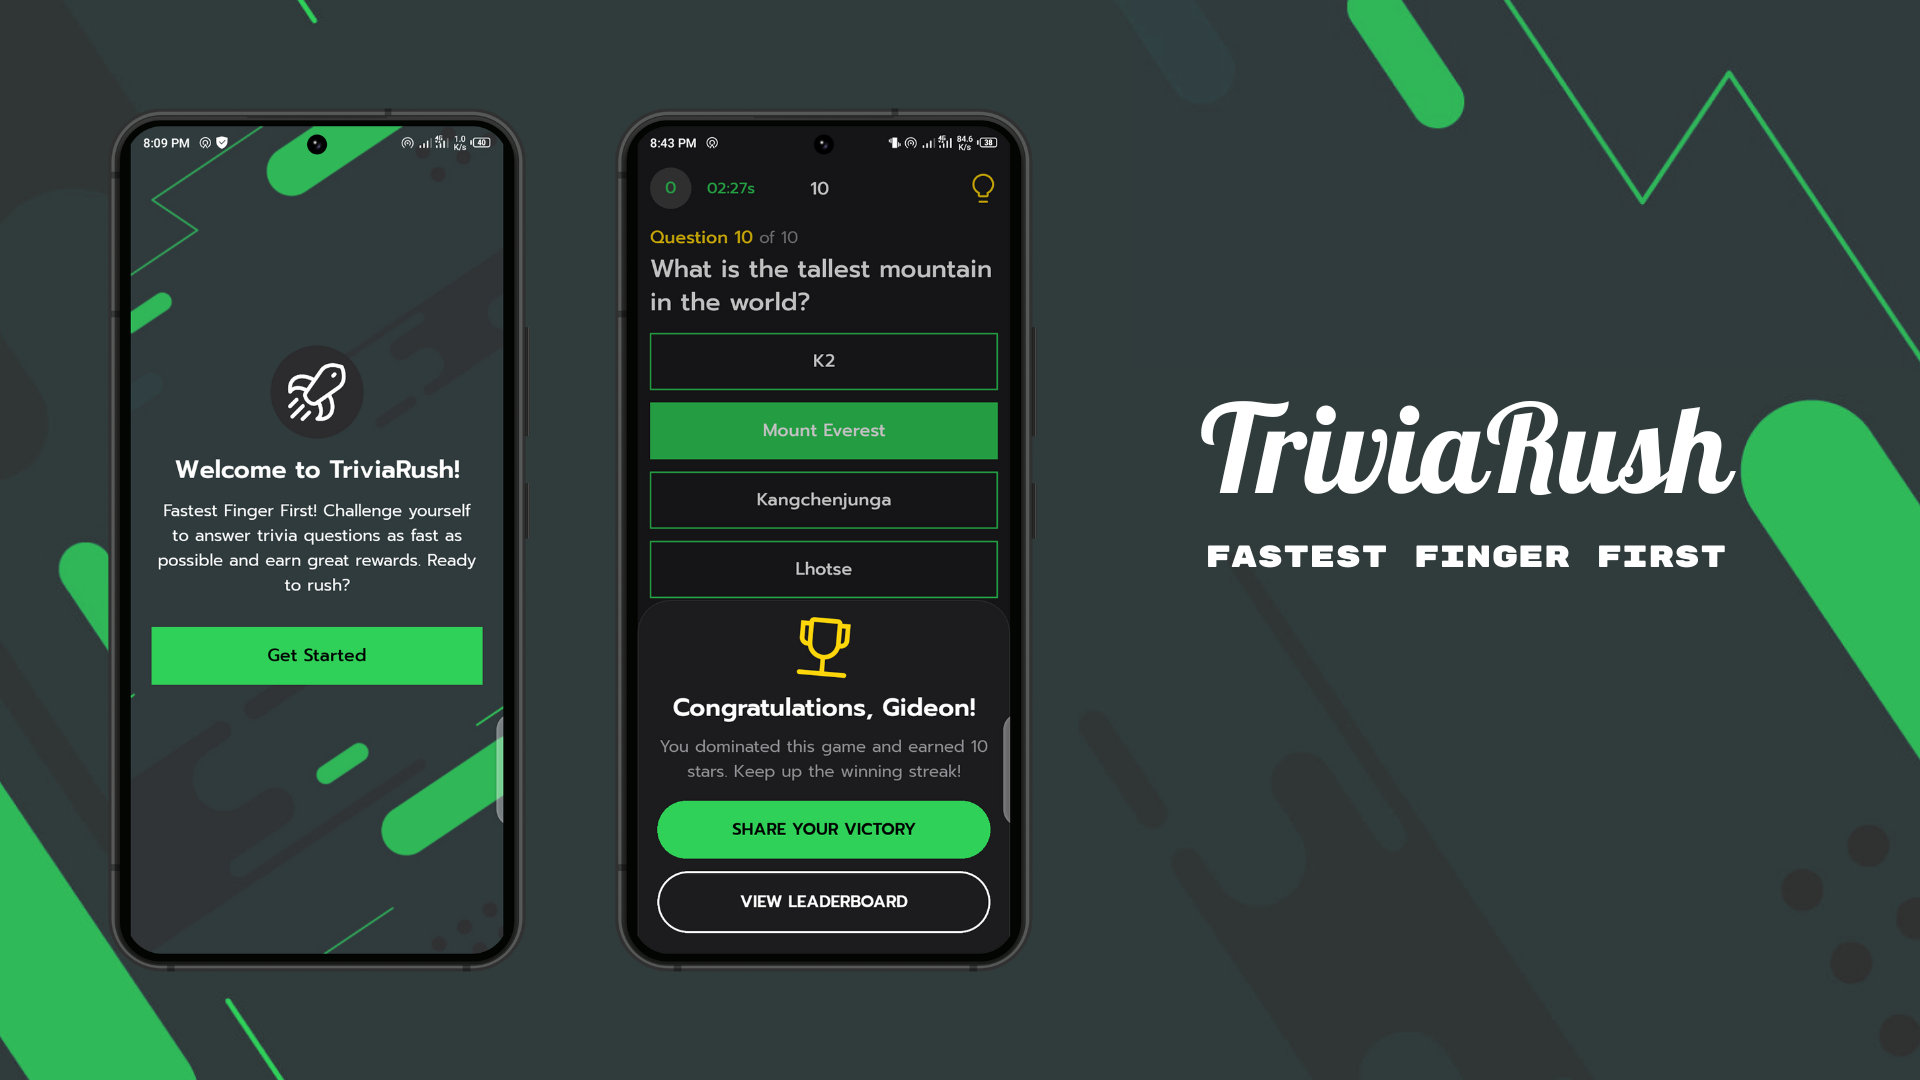 8:09 PM
4G 1.0 K/s 40
Welcome to TriviaRush!
Fastest Finger First! Challenge yourself
to answer trivia questions as fast as
possible and earn great rewards. Ready
to rush?
Get Started
8:43 PM
4G 84.6 K/s 38
0 02:27s 10
Question 10 of 10
What is the tallest mountain
in the world?
K2
Mount Everest
Kangchenjunga
Lhotse
Congratulations, Gideon!
You dominated this game and earned 10
stars. Keep up the winning streak!
SHARE YOUR VICTORY
VIEW LEADERBOARD
TriviaRush
FASTEST FINGER FIRST